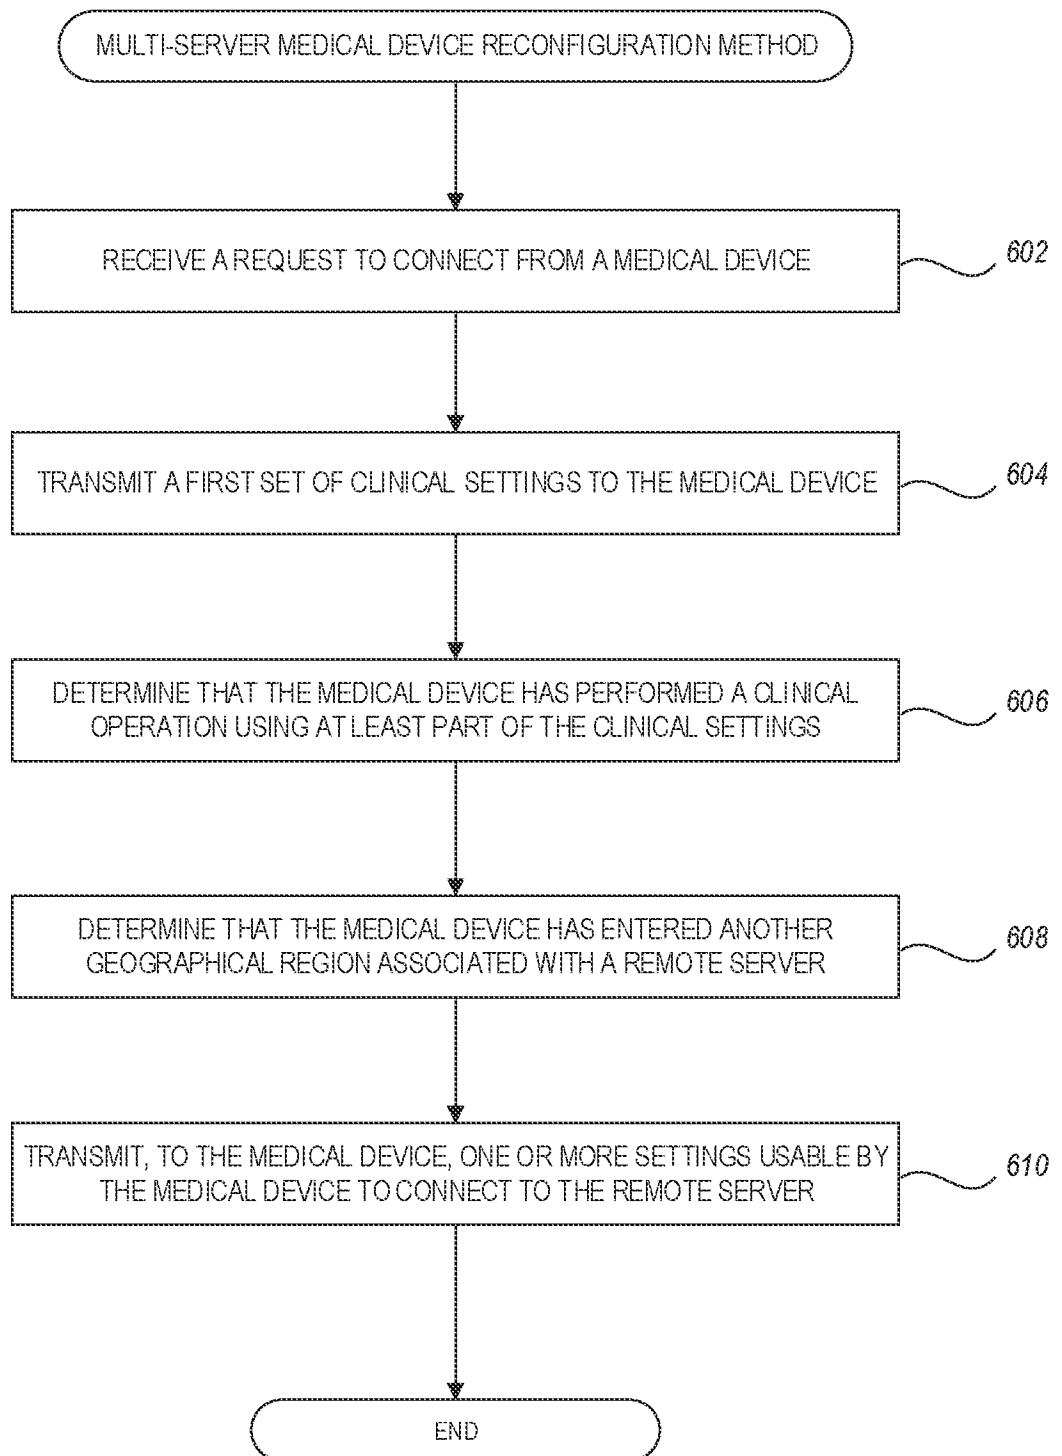 MULTI-SERVER MEDICAL DEVICE RECONFIGURATION METHOD
RECEIVE A REQUEST TO CONNECT FROM A MEDICAL DEVICE
602
TRANSMIT A FIRST SET OF CLINICAL SETTINGS TO THE MEDICAL DEVICE
604
DETERMINE THAT THE MEDICAL DEVICE HAS PERFORMED A CLINICAL
OPERATION USING AT LEAST PART OF THE CLINICAL SETTINGS
606
DETERMINE THAT THE MEDICAL DEVICE HAS ENTERED ANOTHER
GEOGRAPHICAL REGION ASSOCIATED WITH A REMOTE SERVER
608
TRANSMIT, TO THE MEDICAL DEVICE, ONE OR MORE SETTINGS USABLE BY
THE MEDICAL DEVICE TO CONNECT TO THE REMOTE SERVER
610
END